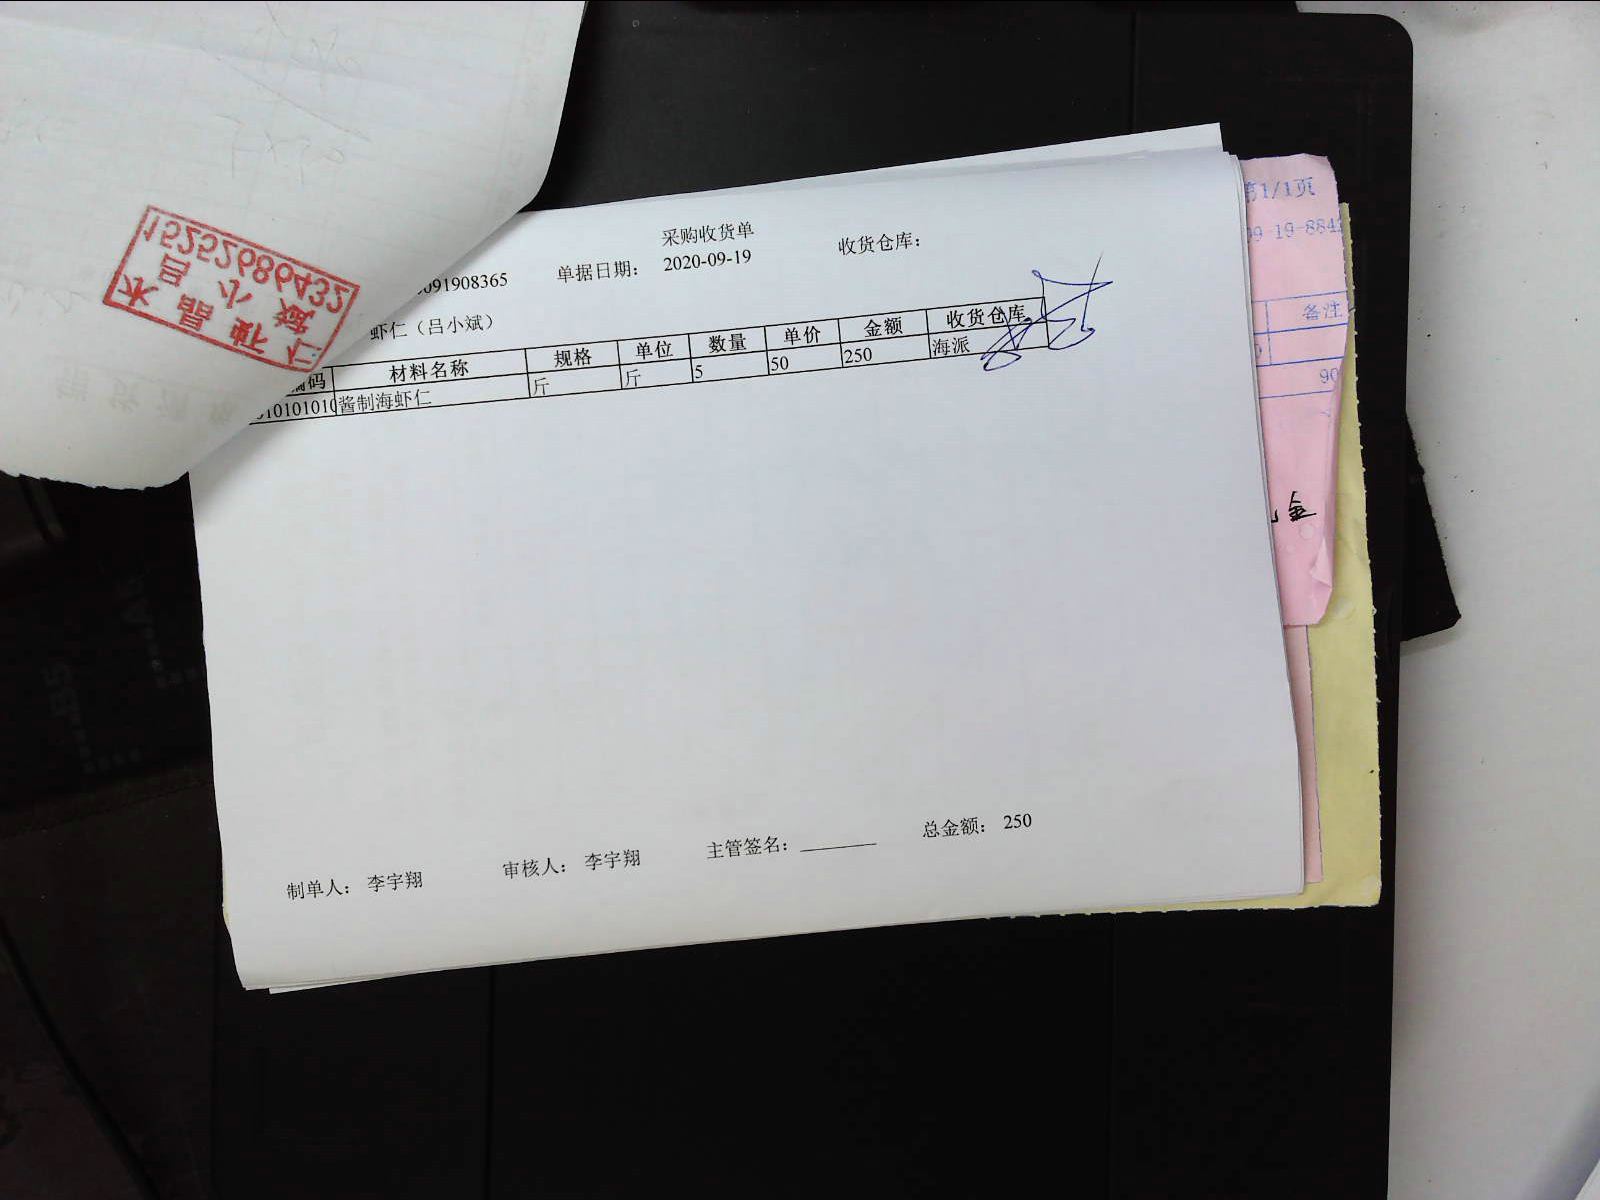 采购收货单
091908365 单据日期： 2020-09-19 收货仓库：
虾仁（吕小斌）
编码 材料名称 规格 单位 数量 单价 金额 收货仓库
10101010 酱制海虾仁 斤 斤 5 50 250 海派
制单人： 李宇翔 审核人： 李宇翔 主管签名： 总金额： 250
第1/1页
09-19-884
备注
90
金
15252686432